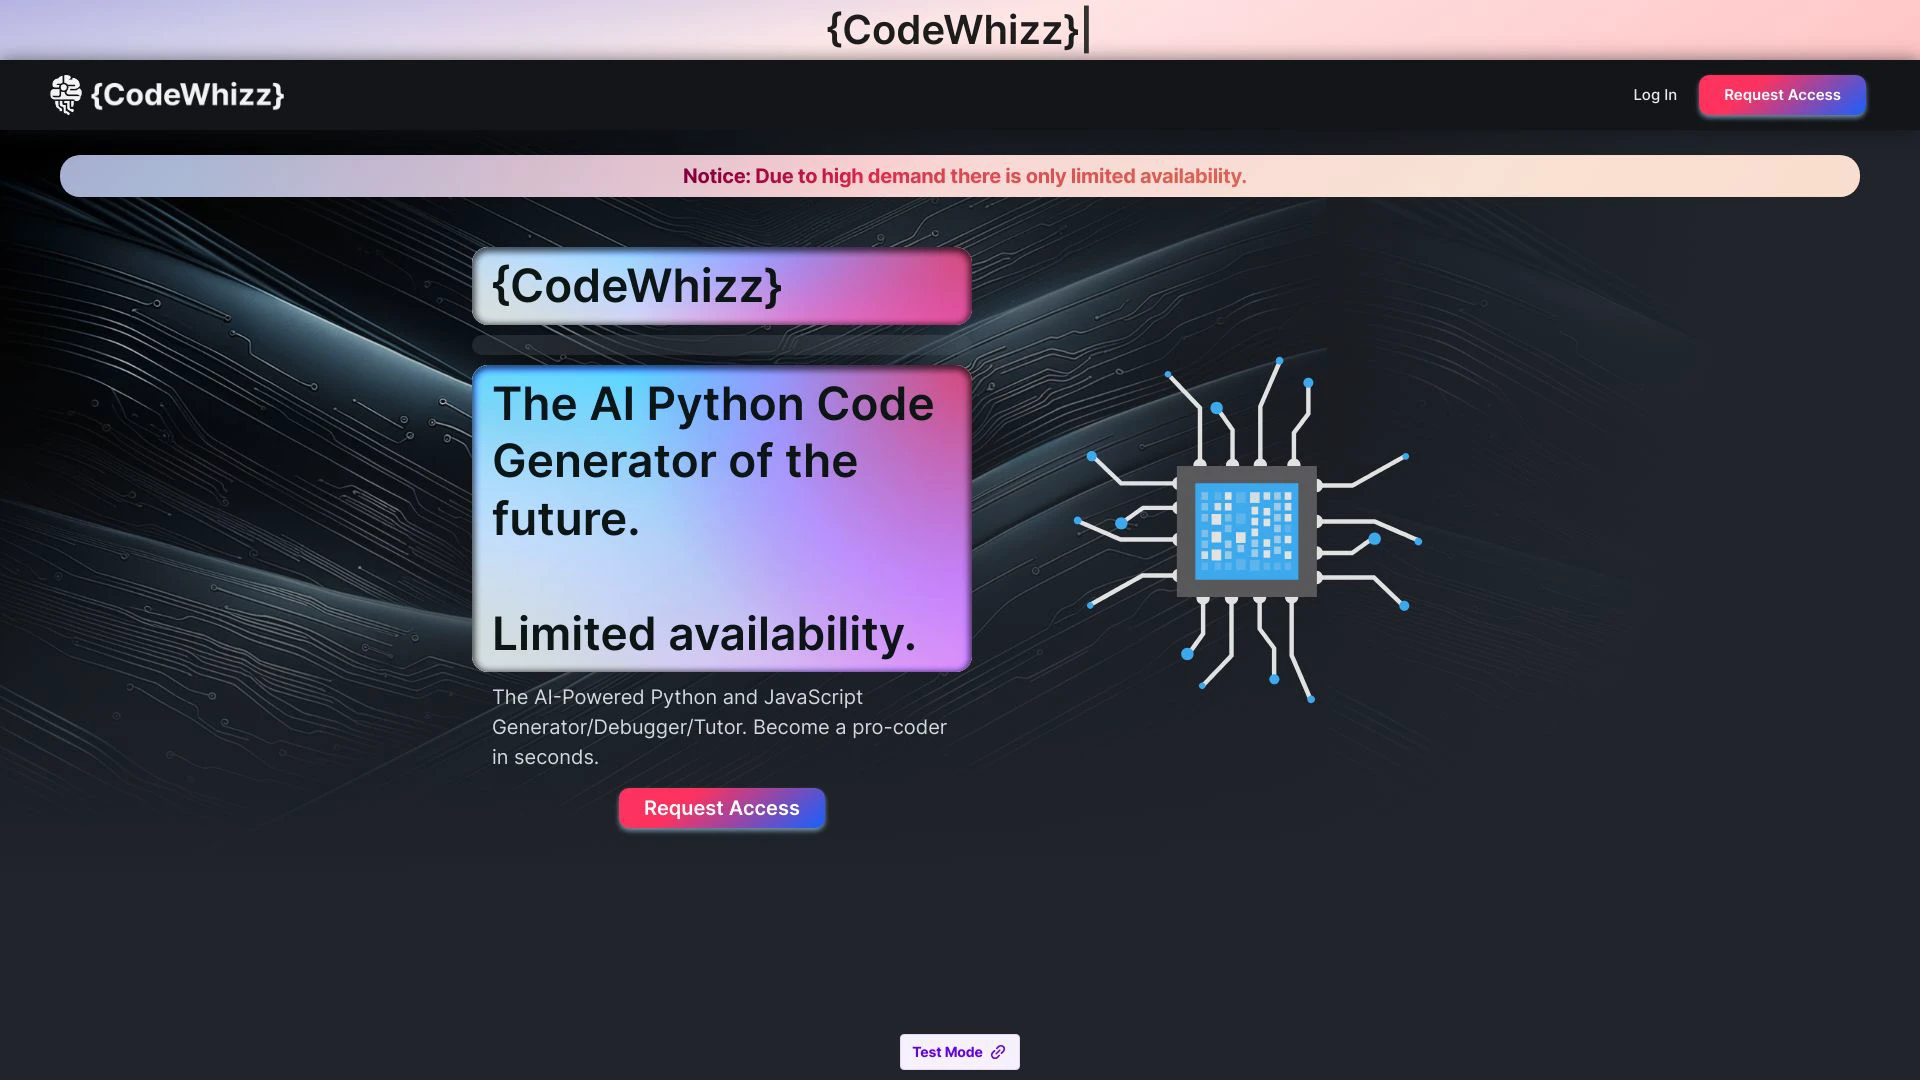 {CodeWhizz}
{CodeWhizz}
Log In
Request Access
Notice: Due to high demand there is only limited availability.
{CodeWhizz}
The AI Python Code
Generator of the
future.
Limited availability.
The AI-Powered Python and JavaScript
Generator/Debugger/Tutor. Become a pro-coder
in seconds.
Request Access
Test Mode